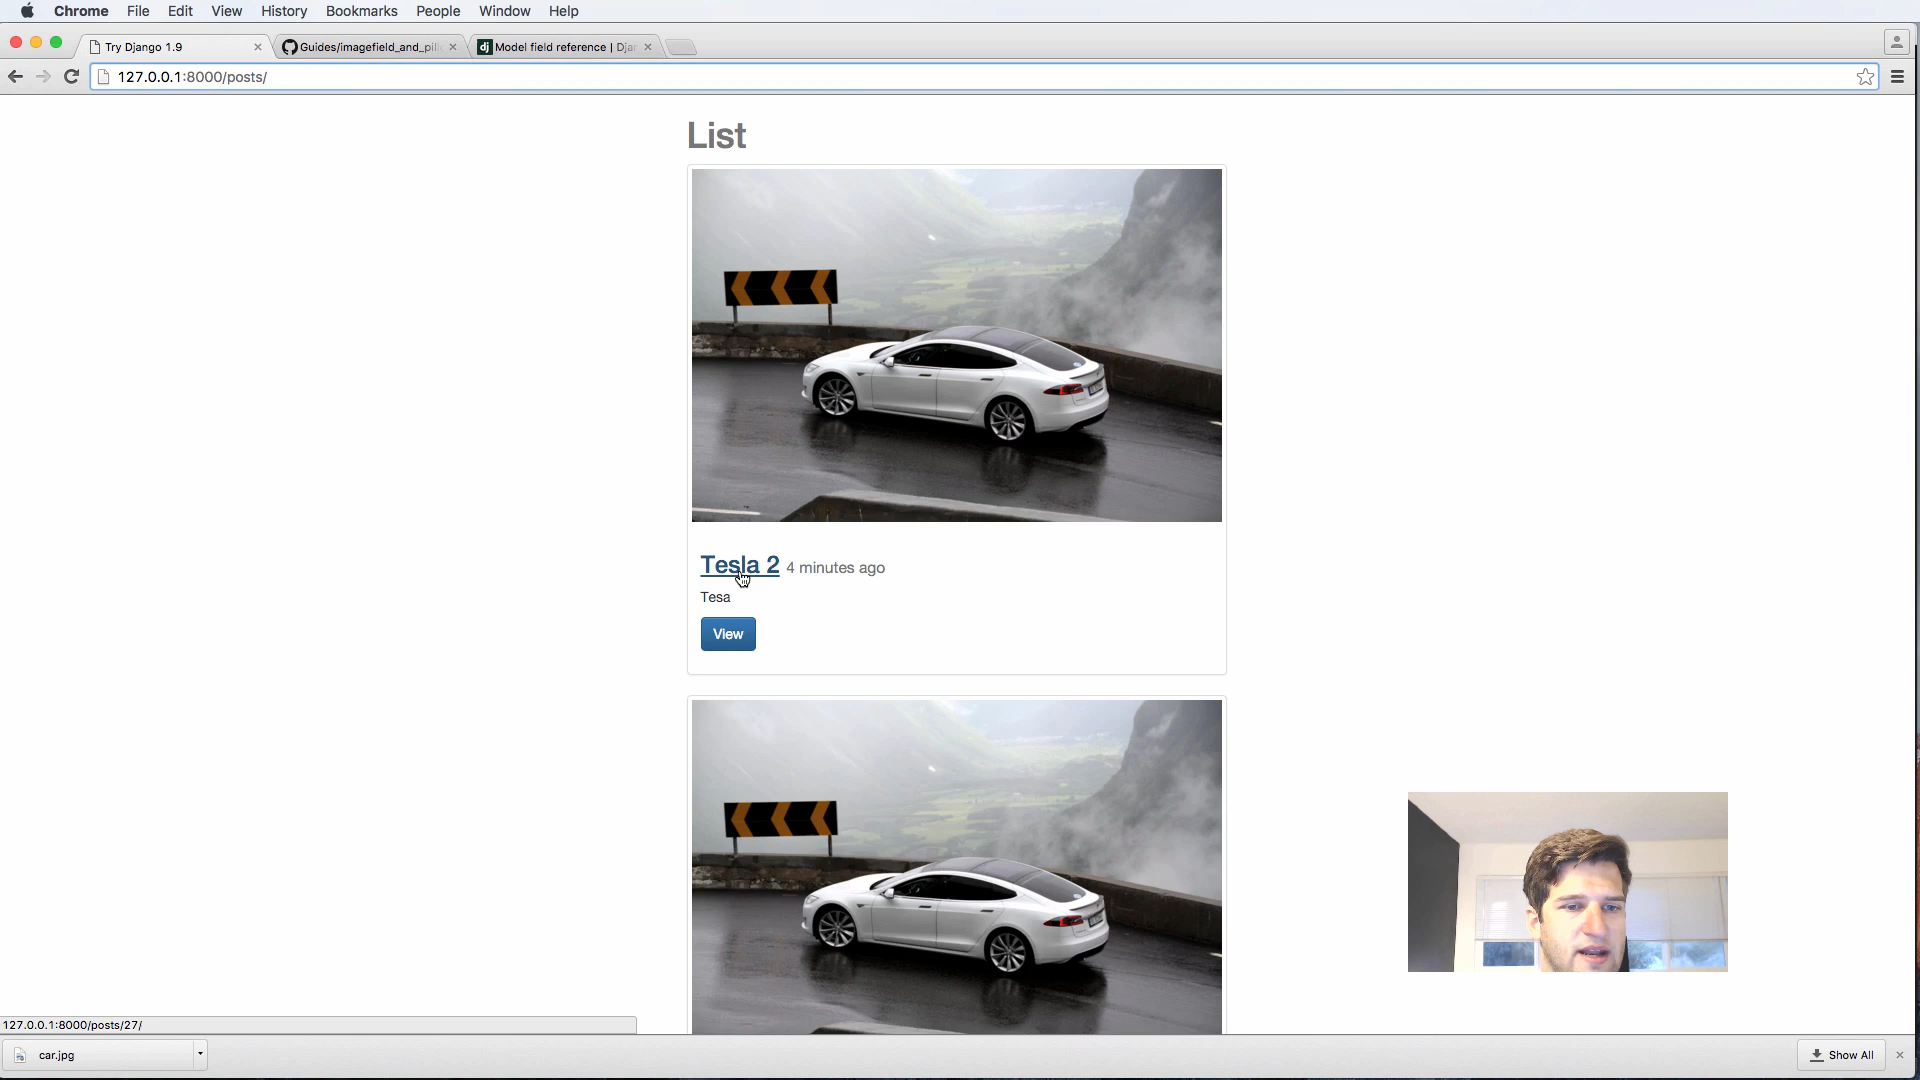 Chrome File Edit View History Bookmarks People Window Help
Try Django 1.9
Guides/imagefield_and_pill
Model field reference | Djan
127.0.0.1:8000/posts/
List
Tesla 2 4 minutes ago
Tesa
View
127.0.0.1:8000/posts/27/
car.jpg
Show All